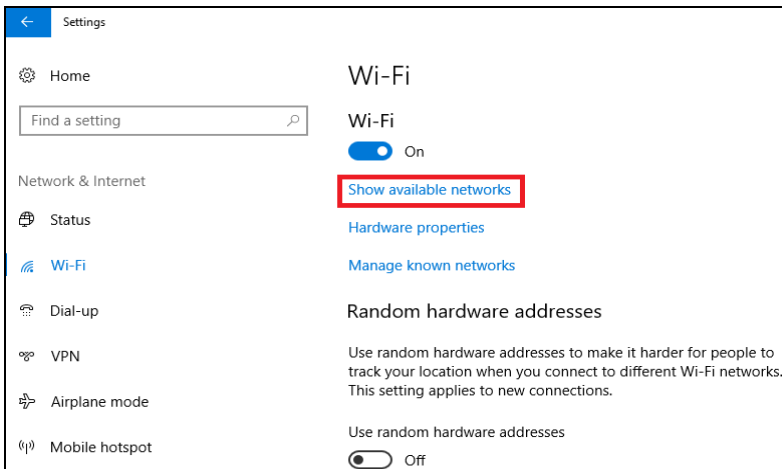 Settings
Home
Find a setting
Network & Internet
Status
Wi-Fi
Dial-up
VPN
Airplane mode
Mobile hotspot
Wi-Fi
Wi-Fi
On
Show available networks
Hardware properties
Manage known networks
Random hardware addresses
Use random hardware addresses to make it harder for people to
track your location when you connect to different Wi-Fi networks.
This setting applies to new connections.
Use random hardware addresses
Off